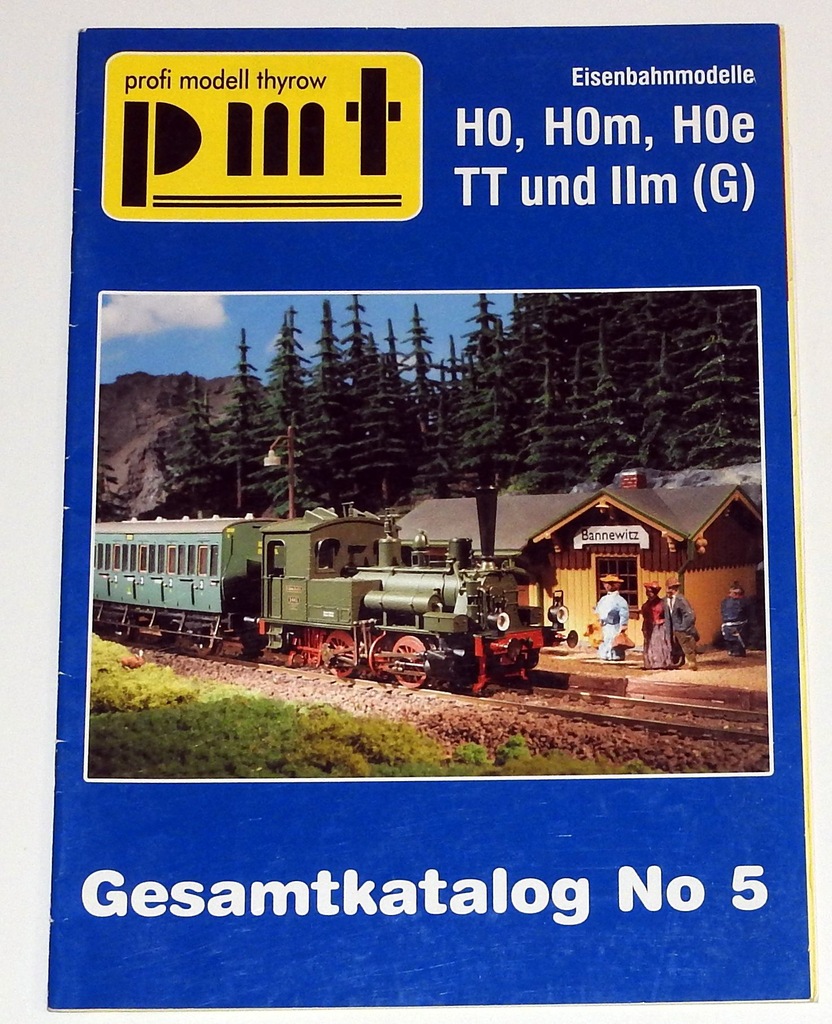 profi modell thyrow
pmt
Eisenbahnmodelle
H0, H0m, H0e
TT und IIm (G)
Bannewitz
Gesamtkatalog No 5